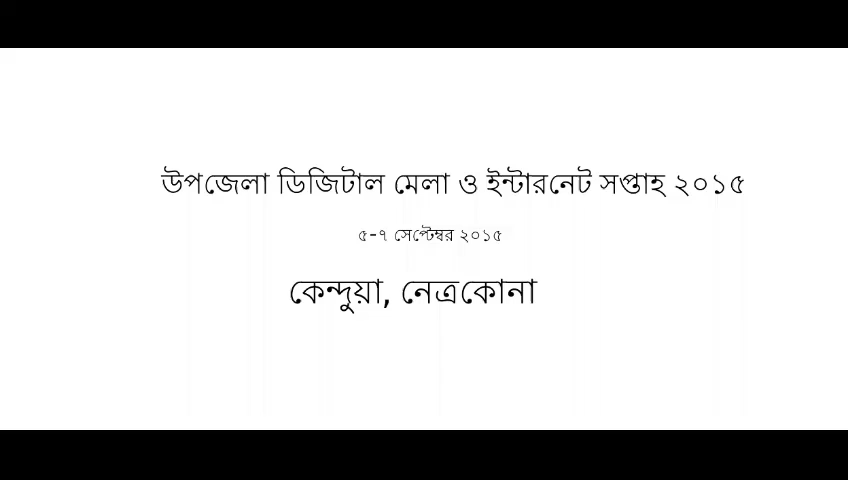 উপজেলা ডিজিটাল মেলা ও ইন্টারনেট সপ্তাহ ২০১৫
৫-৭ সেপ্টেম্বর ২০১৫
কেন্দুয়া, নেত্রকোনা